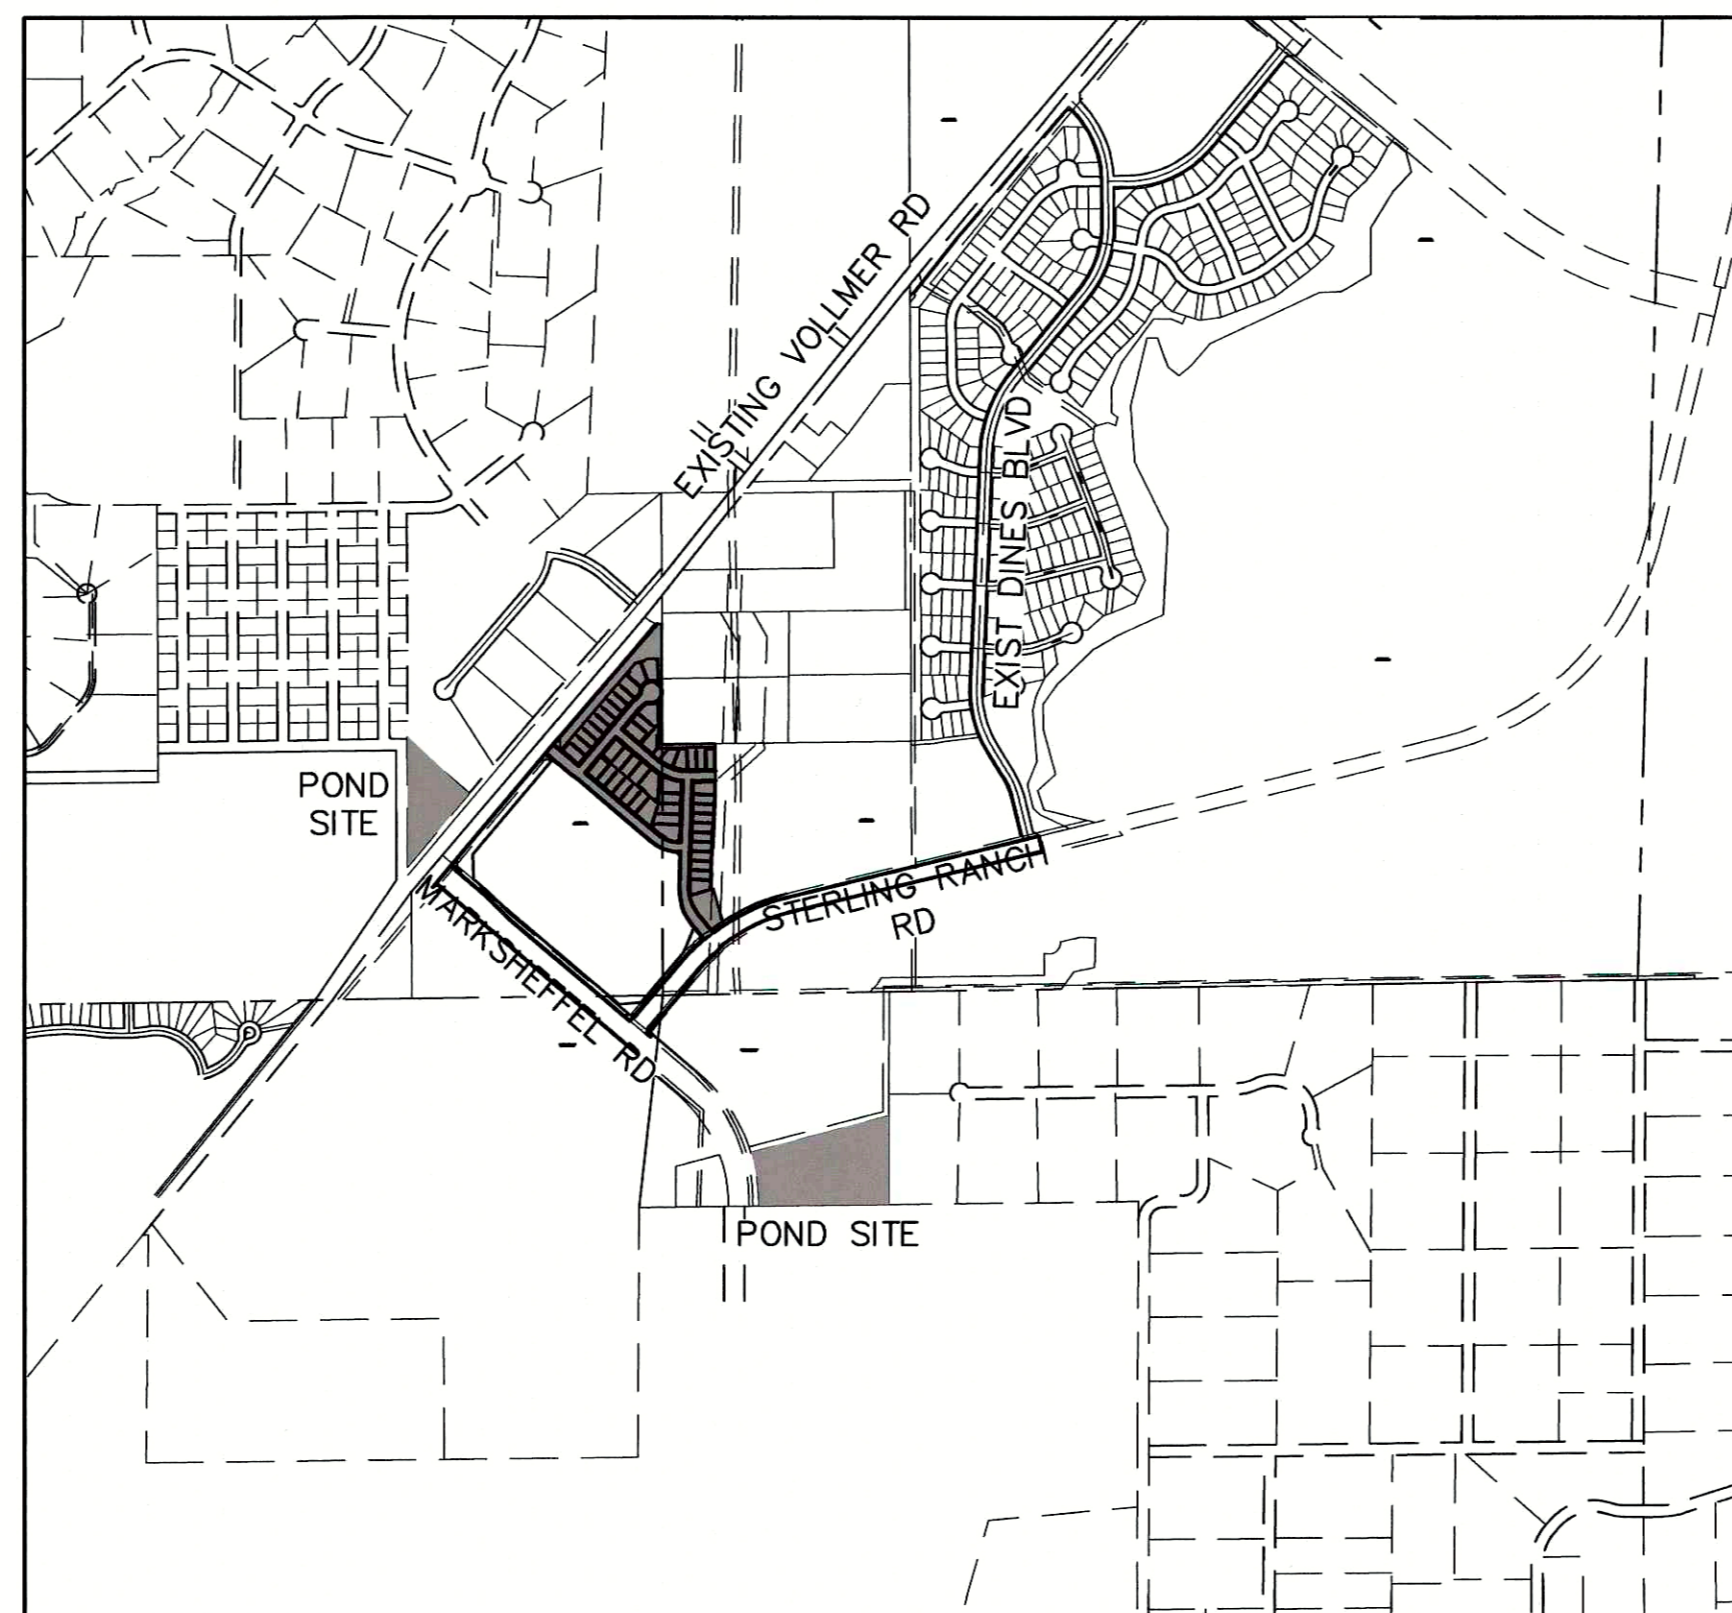 EXISTING VOLLMER RD
EXIST DINES BLVD
POND
SITE
STERLING RANCH
RD
MARKSHEFFEL RD
POND SITE